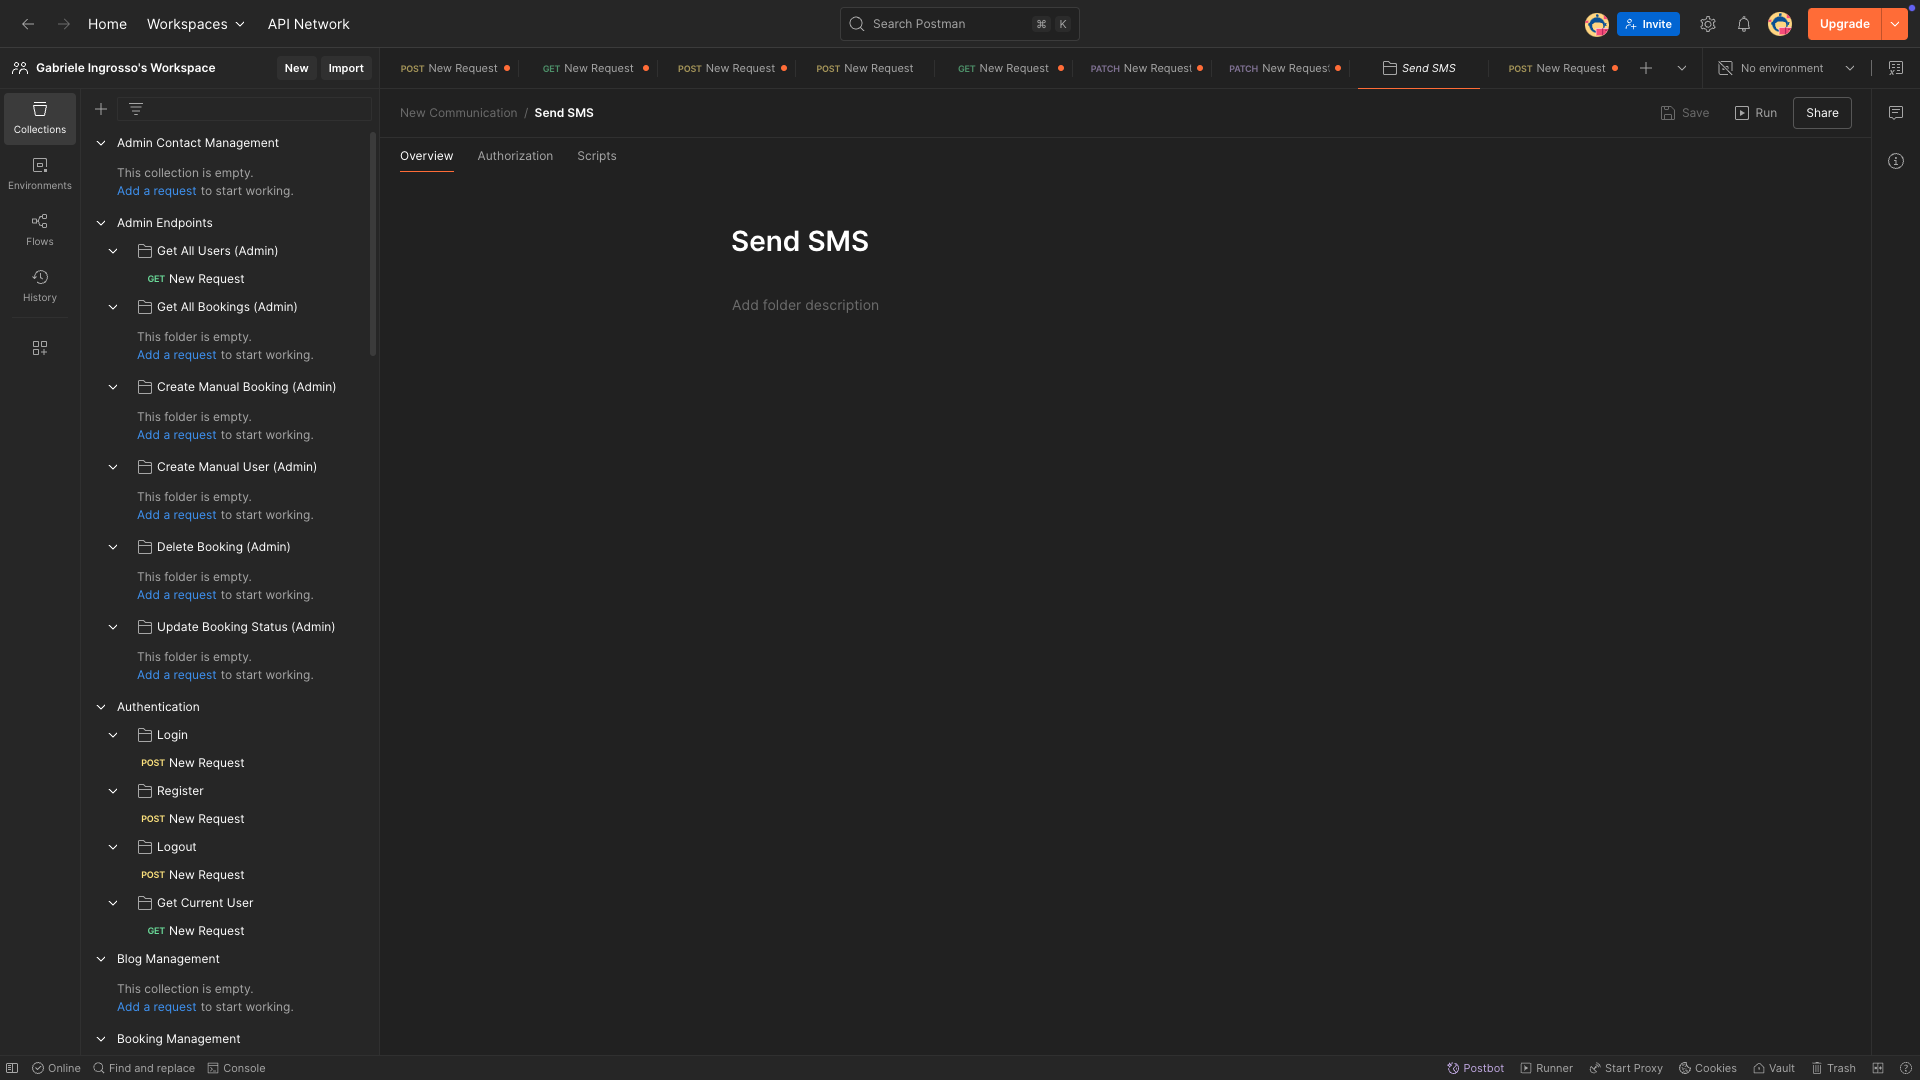 Home Workspaces API Network
Search Postman ⌘ K
Invite Upgrade
Gabriele Ingrosso's Workspace New Import
POST New Request GET New Request POST New Request POST New Request GET New Request PATCH New Request PATCH New Request Send SMS POST New Request No environment
New Communication / Send SMS Save Run Share
Overview Authorization Scripts
Send SMS
Add folder description
Collections
Environments
Flows
History
Admin Contact Management
This collection is empty.
Add a request to start working.
Admin Endpoints
Get All Users (Admin)
GET New Request
Get All Bookings (Admin)
This folder is empty.
Add a request to start working.
Create Manual Booking (Admin)
This folder is empty.
Add a request to start working.
Create Manual User (Admin)
This folder is empty.
Add a request to start working.
Delete Booking (Admin)
This folder is empty.
Add a request to start working.
Update Booking Status (Admin)
This folder is empty.
Add a request to start working.
Authentication
Login
POST New Request
Register
POST New Request
Logout
POST New Request
Get Current User
GET New Request
Blog Management
This collection is empty.
Add a request to start working.
Booking Management
Online Find and replace Console
Postbot Runner Start Proxy Cookies Vault Trash